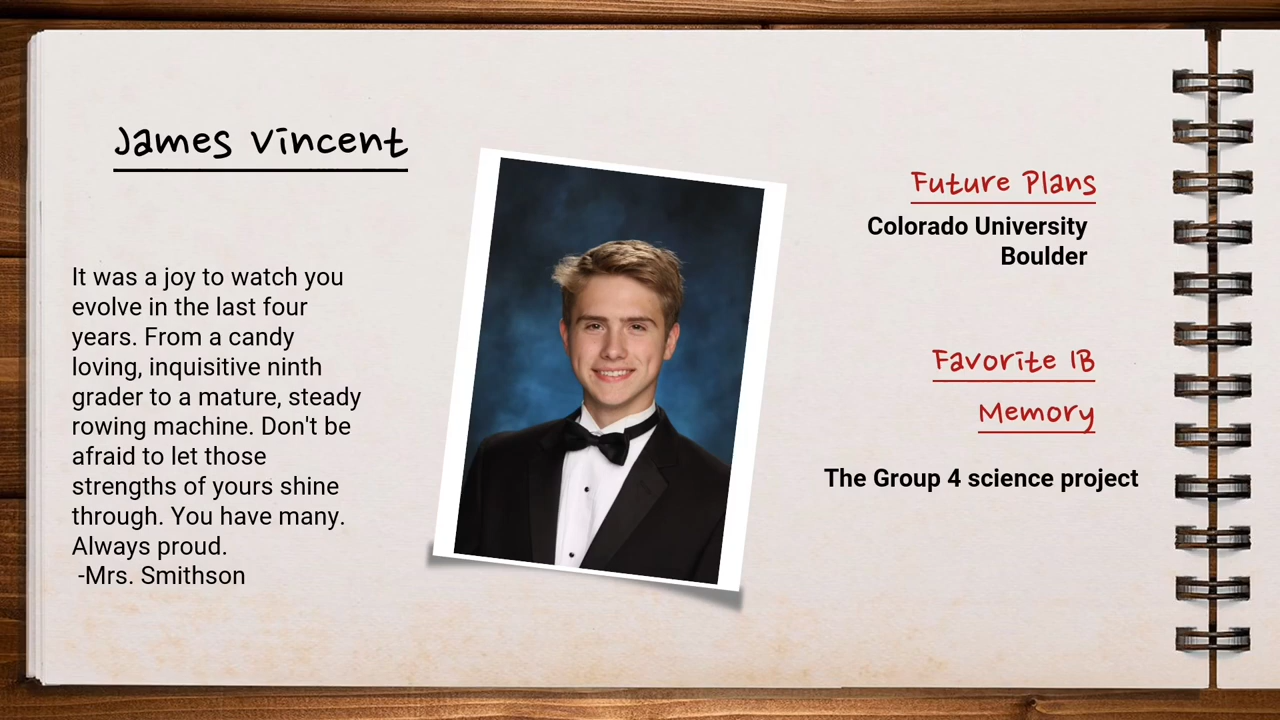 James Vincent
It was a joy to watch you
evolve in the last four
years. From a candy
loving, inquisitive ninth
grader to a mature, steady
rowing machine. Don't be
afraid to let those
strengths of yours shine
through. You have many.
Always proud.
-Mrs. Smithson
Future Plans
Colorado University
Boulder
Favorite IB
Memory
The Group 4 science project